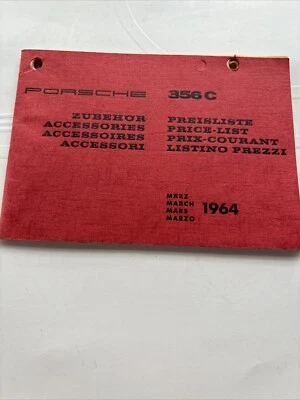 PORSCHE 356 C
ZUBEHÖR PREISLISTE
ACCESSORIES PRICE-LIST
ACCESSOIRES PRIX-COURANT
ACCESSORI LISTINO PREZZI
MÄRZ
MARCH
MARS
MARZO
1964